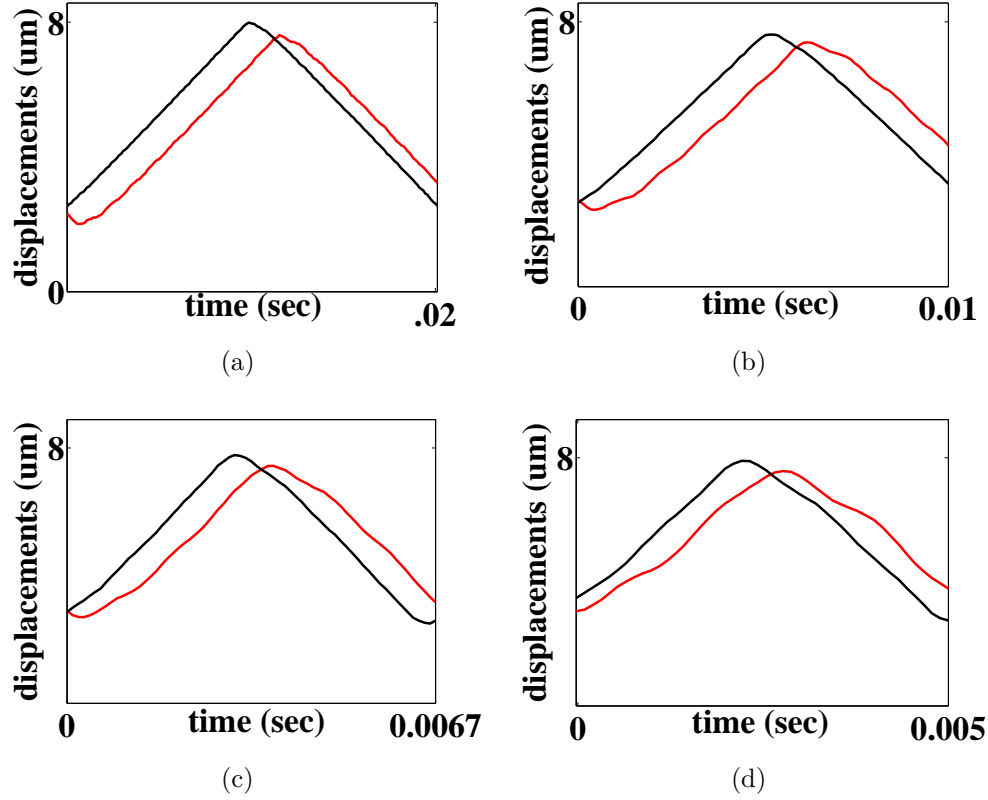 8
displacements (um)
0
time (sec)
.02
(a)
8
displacements (um)
0
time (sec)
0.01
(b)
8
displacements (um)
0
time (sec)
0.0067
(c)
8
displacements (um)
0
time (sec)
0.005
(d)